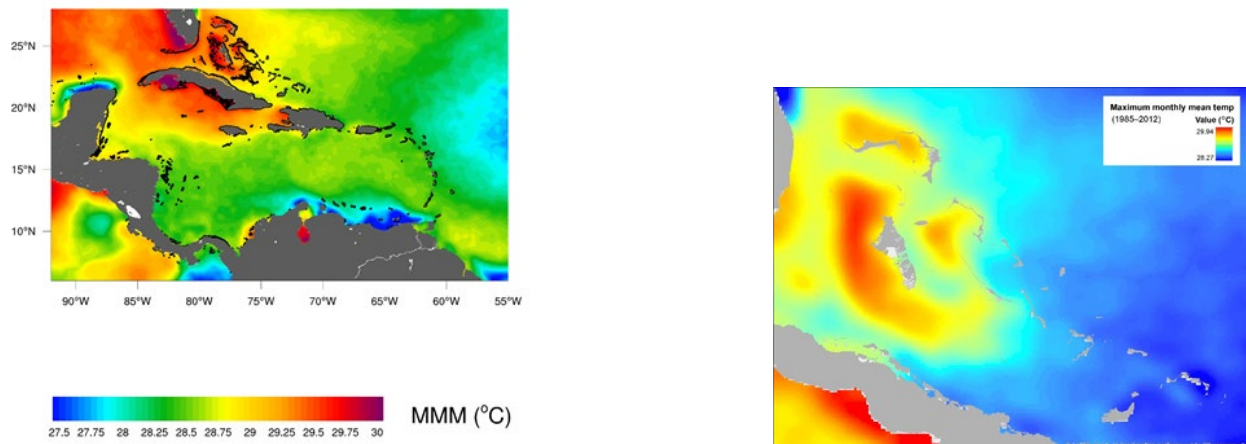 25°N
20°N
15°N
10°N
90°W 85°W 80°W 75°W 70°W 65°W 60°W 55°W
27.5 27.75 28 28.25 28.5 28.75 29 29.25 29.5 29.75 30
MMM (°C)
Maximum monthly mean temp
(1985–2012) Value (°C)
29.94
28.27